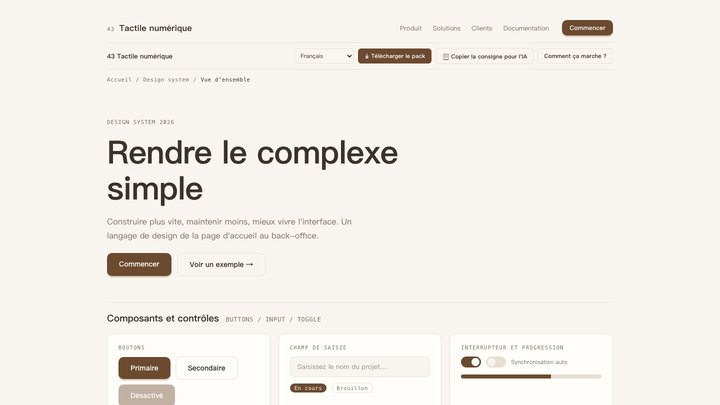 43 Tactile numérique
Produit Solutions Clients Documentation Commencer
43 Tactile numérique
Français
Télécharger le pack
Copier la consigne pour l'IA
Comment ça marche ?
Accueil / Design system / Vue d'ensemble
DESIGN SYSTEM 2026
Rendre le complexe
simple
Construire plus vite, maintenir moins, mieux vivre l'interface. Un
langage de design de la page d'accueil au back-office.
Commencer
Voir un exemple →
Composants et contrôles BUTTONS / INPUT / TOGGLE
BOUTONS
Primaire
Secondaire
Désactivé
CHAMP DE SAISIE
Saisissez le nom du projet...
En cours
Brouillon
INTERRUPTEUR ET PROGRESSION
Synchronisation auto